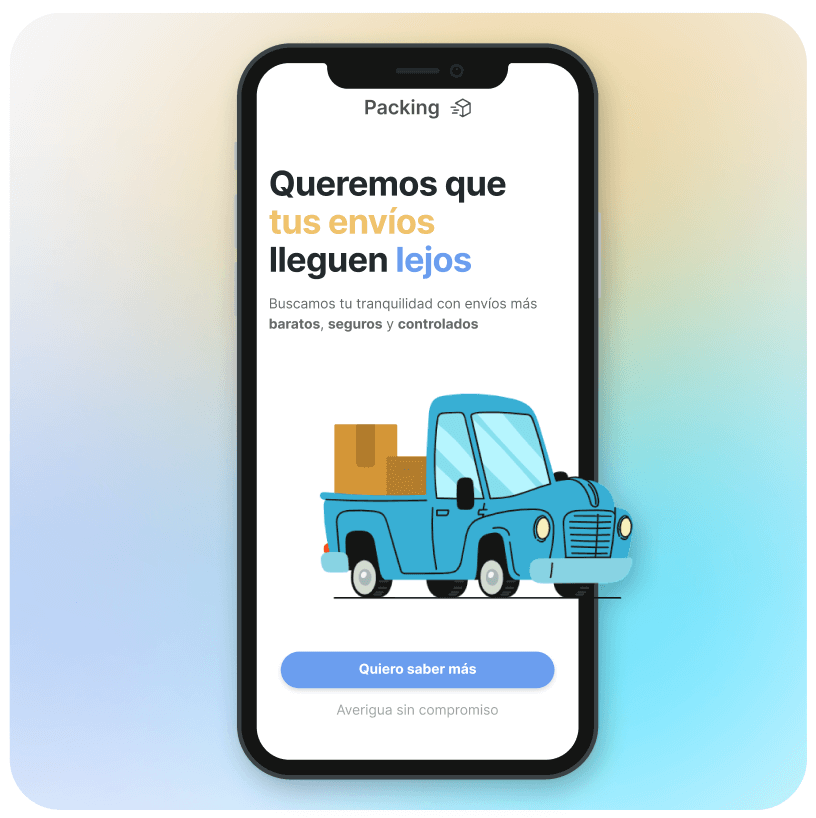 Packing
Queremos que
tus envíos
lleguen lejos
Buscamos tu tranquilidad con envíos más
baratos, seguros y controlados
Quiero saber más
Averigua sin compromiso